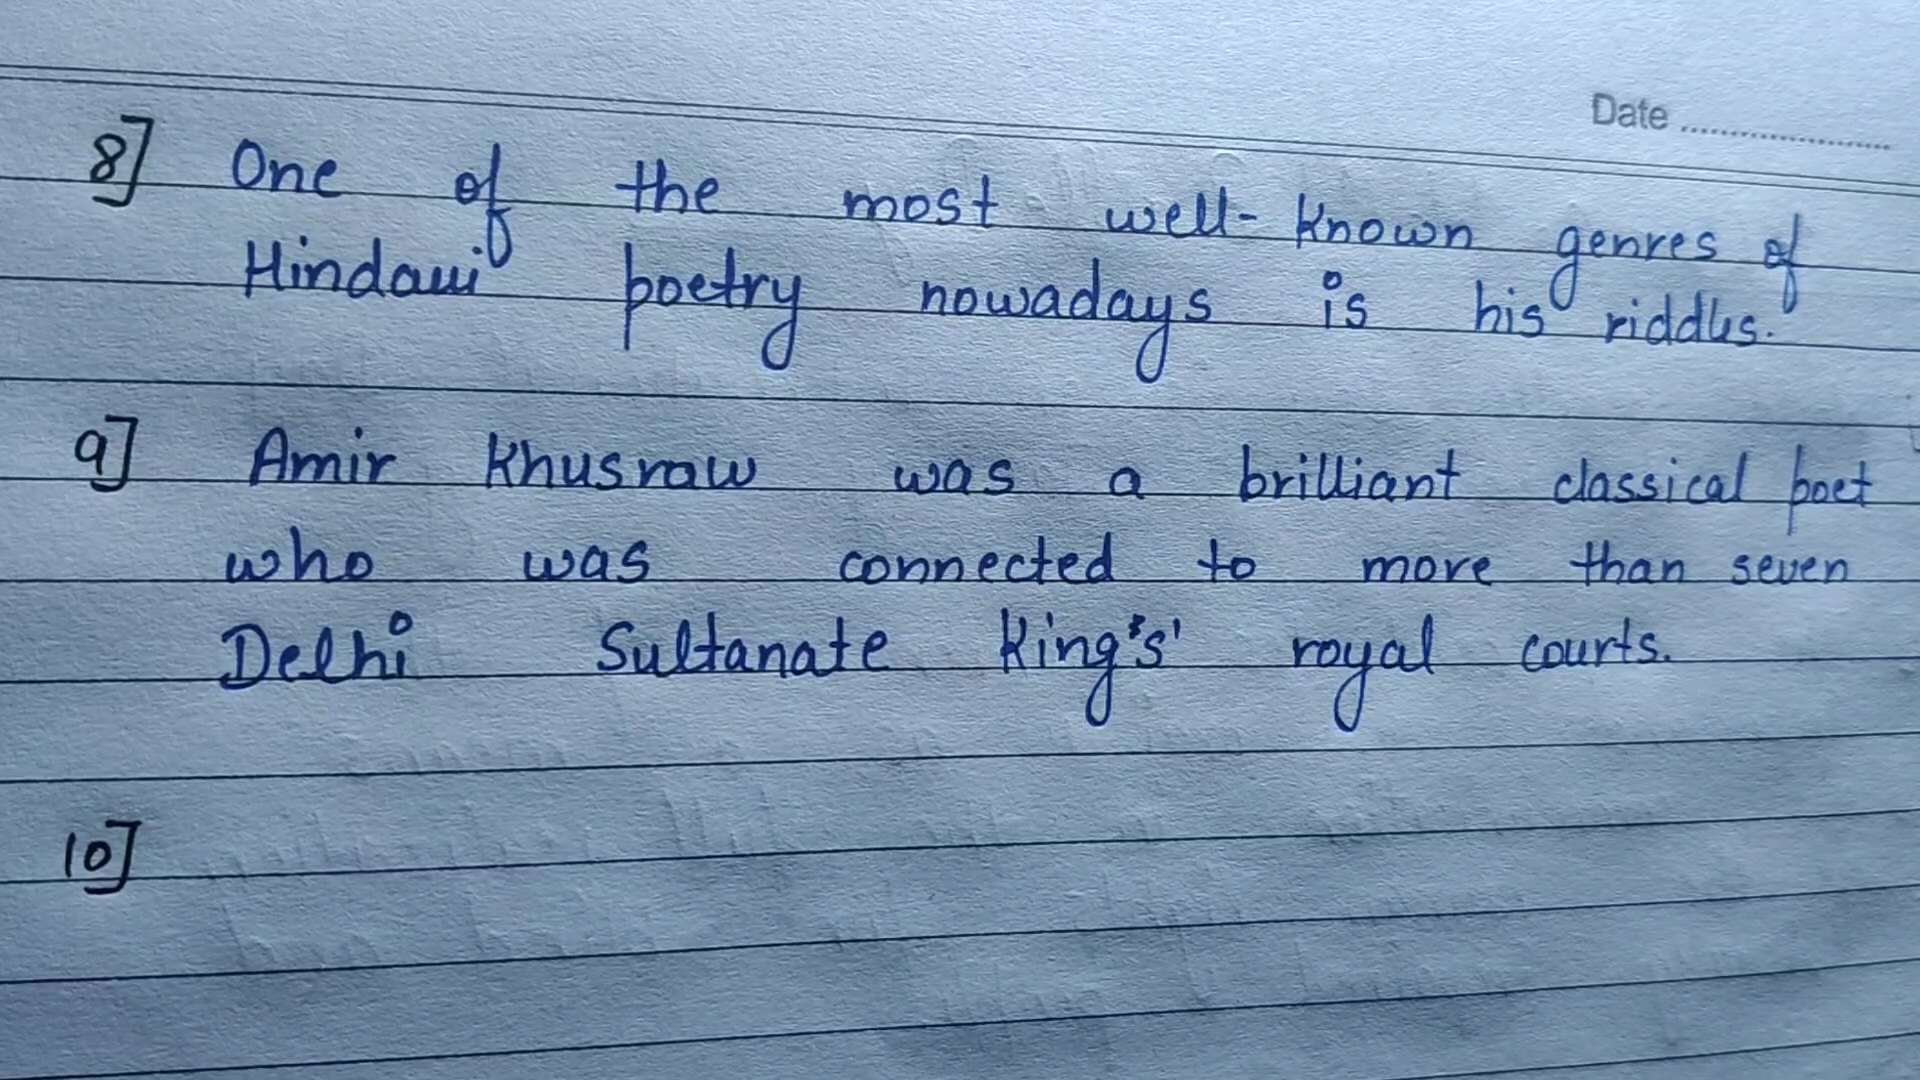 Date ....................
8] One of the most well-known genres of
Hindawi poetry nowadays is his riddles.
9] Amir Khusraw was a brilliant classical poet
who was connected to more than seven
Delhi Sultanate King's' royal courts.
10]